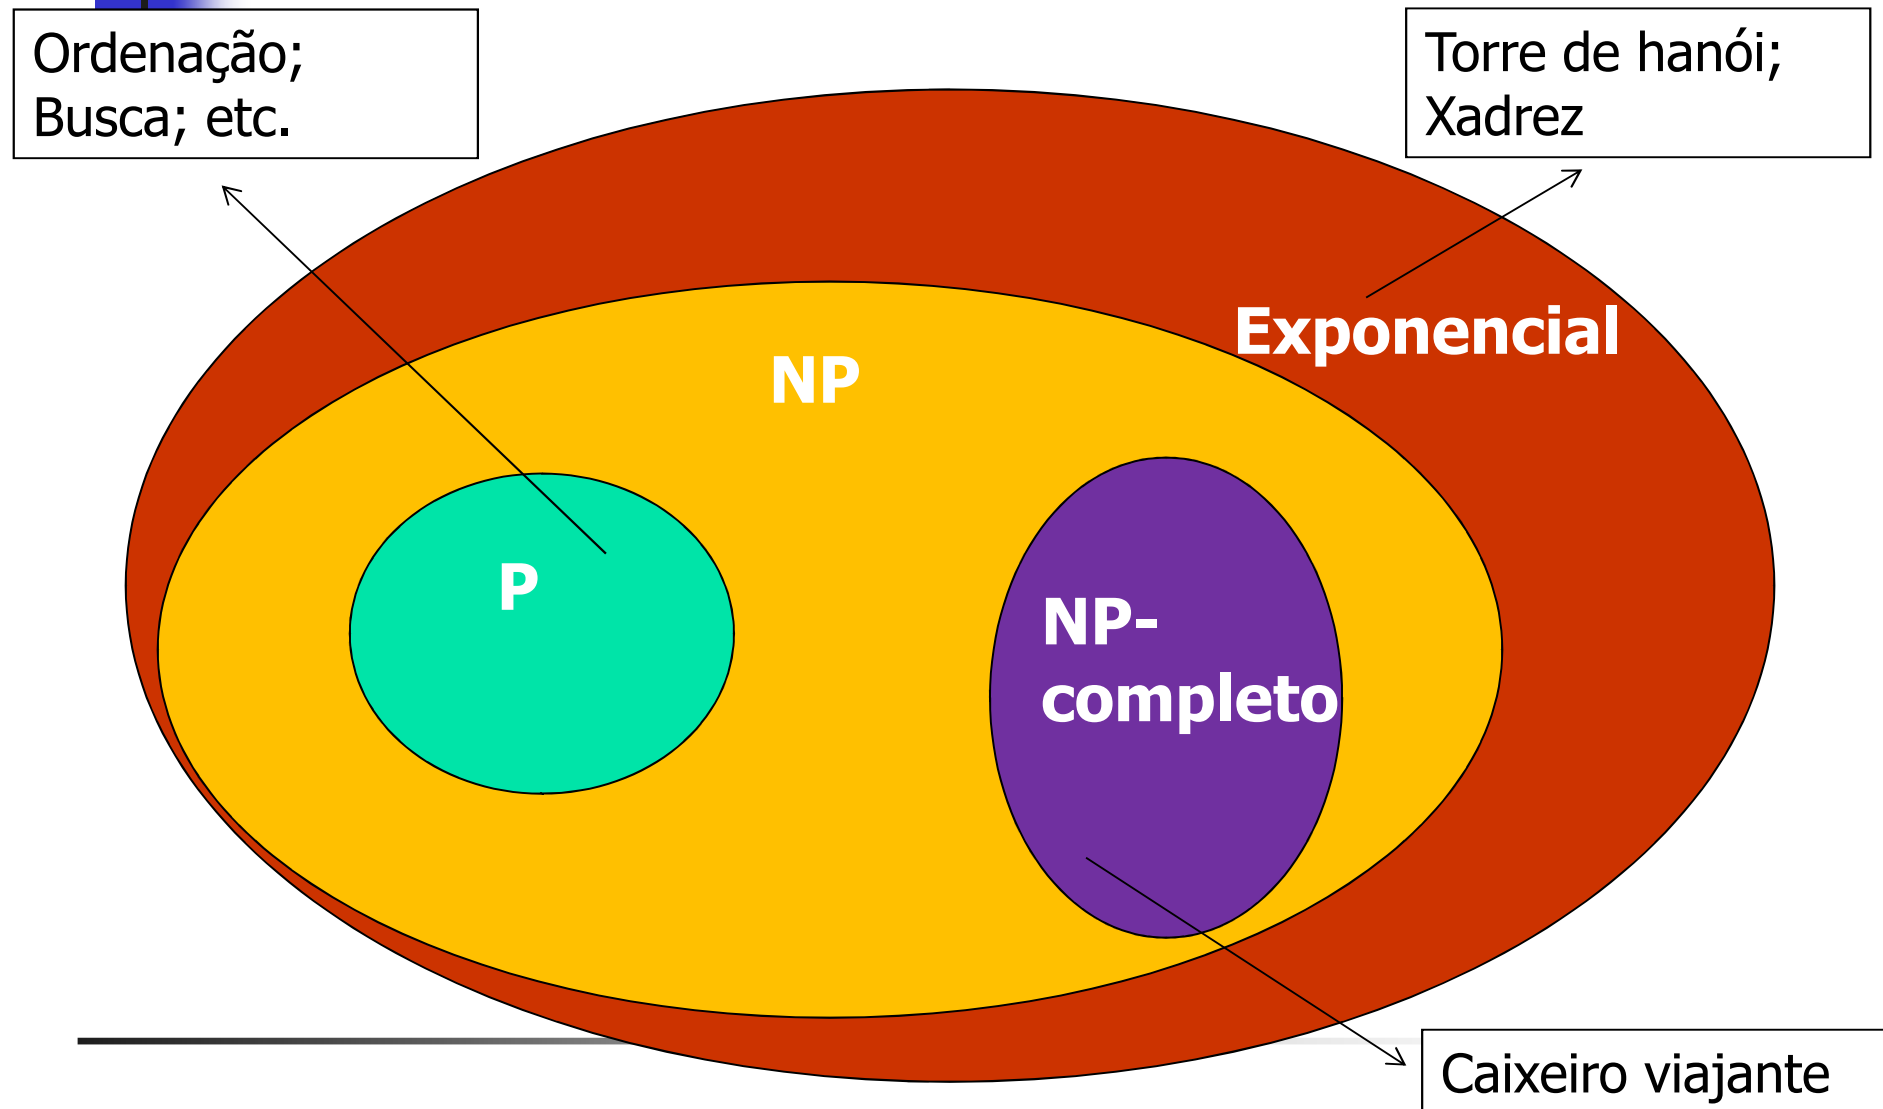 Ordenação;
Busca; etc.
Torre de hanói;
Xadrez
Exponencial
NP
P
NP-
completo
Caixeiro viajante